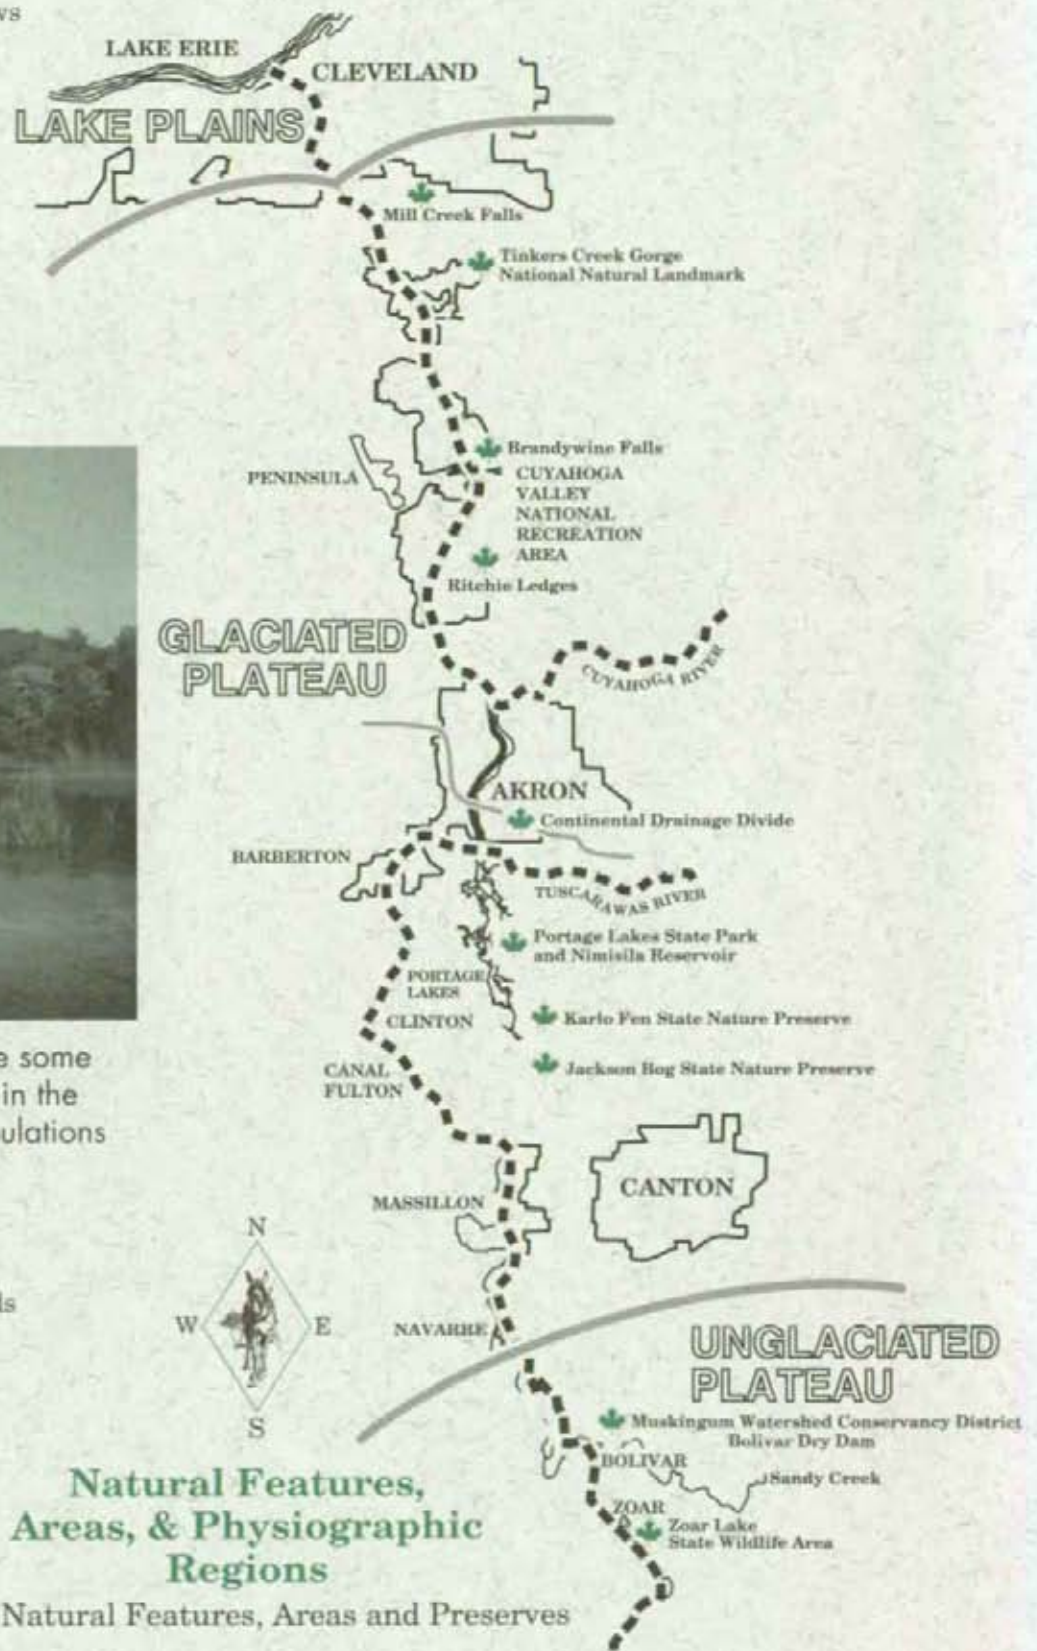 LAKE ERIE
CLEVELAND
LAKE PLAINS
Mill Creek Falls
Tinkers Creek Gorge
National Natural Landmark
Brandywine Falls
PENINSULA
CUYAHOGA
VALLEY
NATIONAL
RECREATION
AREA
Ritchie Ledges
GLACIATED
PLATEAU
CUYAHOGA RIVER
AKRON
Continental Drainage Divide
BARBERTON
TUSCARAWAS RIVER
Portage Lakes State Park
and Nimisila Reservoir
PORTAGE
LAKES
CLINTON
Karlo Fen State Nature Preserve
e some
in the
ulations
CANAL
FULTON
Jackson Bog State Nature Preserve
CANTON
MASSILLON
N
W E
S
ls
NAVARRE
UNGLACIATED
PLATEAU
Muskingum Watershed Conservancy District
Bolivar Dry Dam
BOLIVAR
Sandy Creek
ZOAR
Zoar Lake
State Wildlife Area
Natural Features,
Areas, & Physiographic
Regions
Natural Features, Areas and Preserves